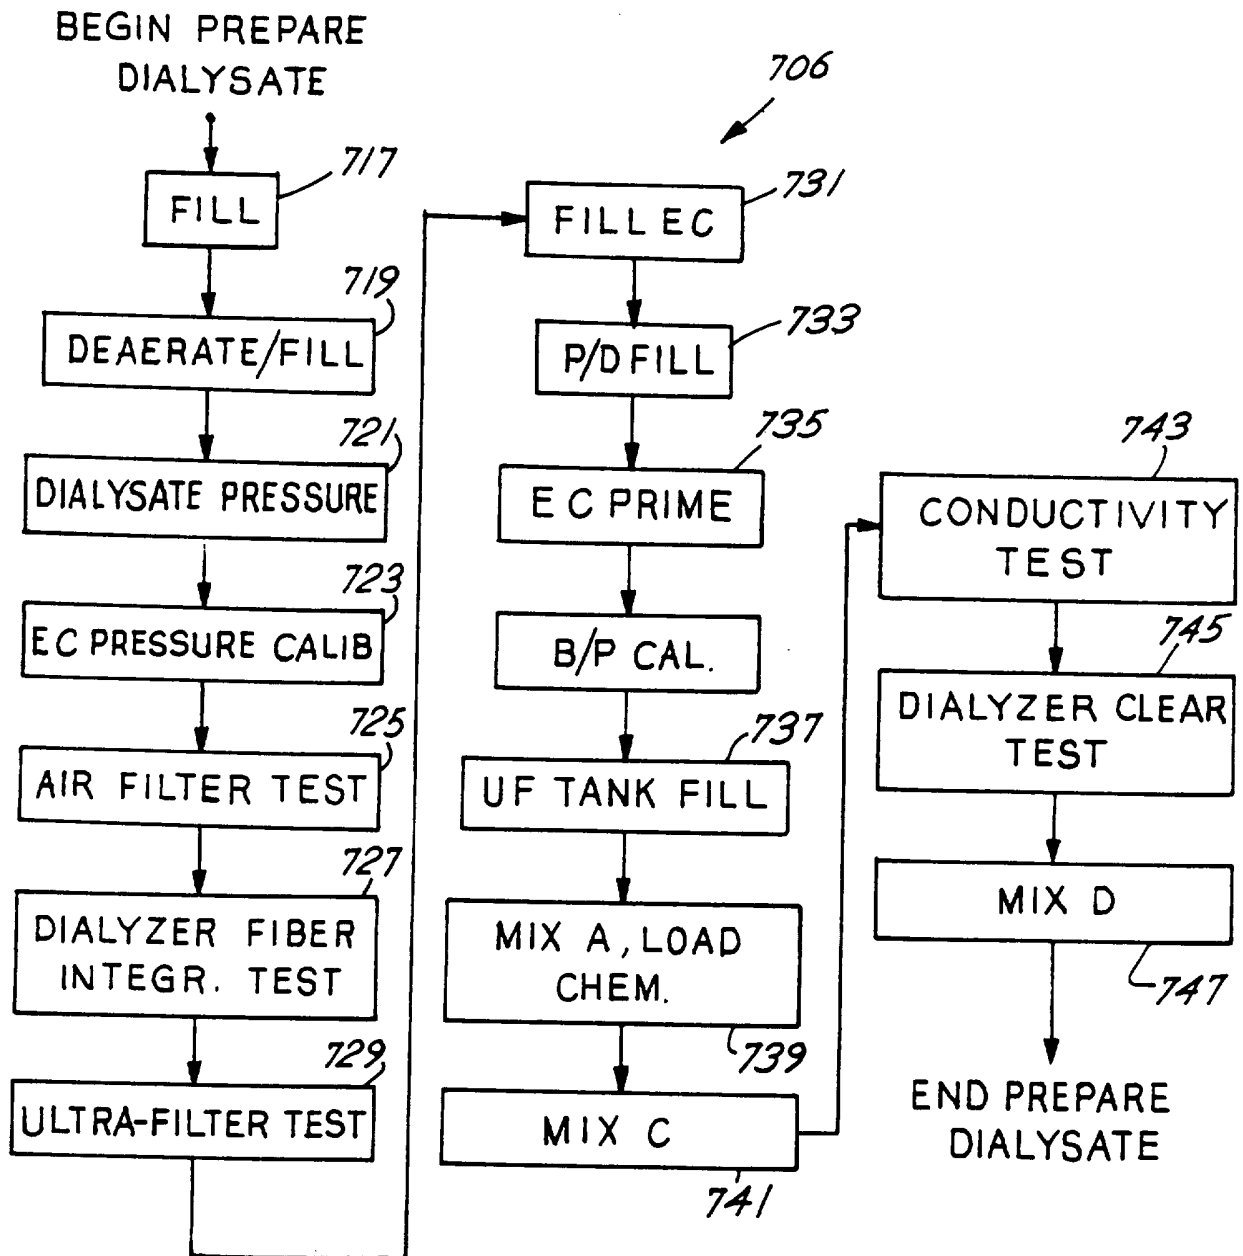 BEGIN PREPARE
DIALYSATE
717
FILL
719
DEAERATE/FILL
721
DIALYSATE PRESSURE
723
EC PRESSURE CALIB
725
AIR FILTER TEST
727
DIALYZER FIBER
INTEGR. TEST
729
ULTRA-FILTER TEST
706
731
FILL EC
733
P/D FILL
735
EC PRIME
B/P CAL.
737
UF TANK FILL
MIX A, LOAD
CHEM.
739
MIX C
741
743
CONDUCTIVITY
TEST
745
DIALYZER CLEAR
TEST
MIX D
747
END PREPARE
DIALYSATE